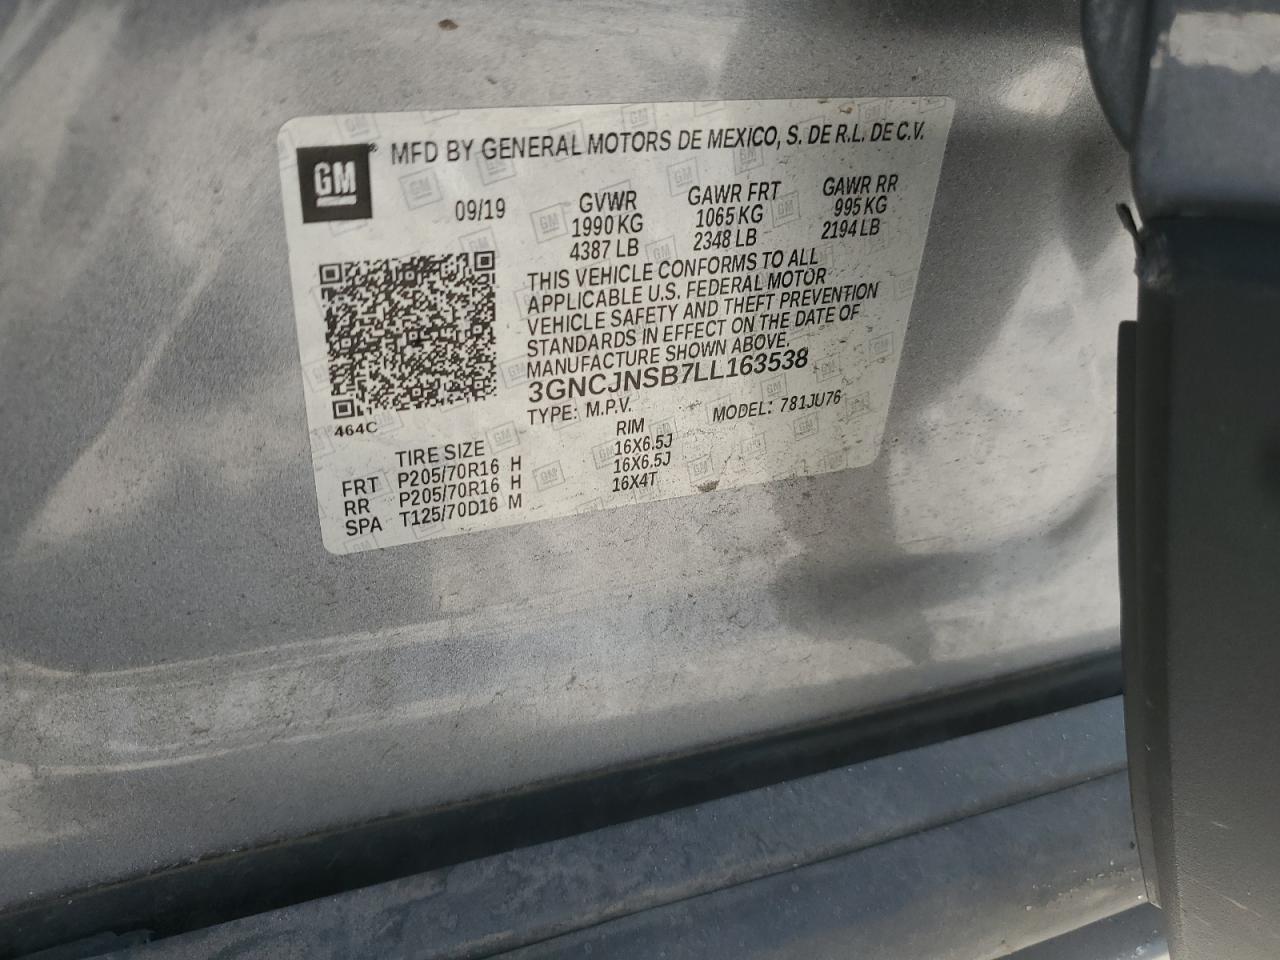 GM
MFD BY GENERAL MOTORS DE MEXICO, S. DE R.L. DE C.V.
09/19
GVWR GAWR FRT GAWR RR
1990 KG 1065 KG 995 KG
4387 LB 2348 LB 2194 LB
THIS VEHICLE CONFORMS TO ALL
APPLICABLE U.S. FEDERAL MOTOR
VEHICLE SAFETY AND THEFT PREVENTION
STANDARDS IN EFFECT ON THE DATE OF
MANUFACTURE SHOWN ABOVE.
3GNCJNSB7LL163538
TYPE: M.P.V. MODEL: 781JU76
464C
TIRE SIZE RIM
FRT P205/70R16 H 16X6.5J
RR P205/70R16 H 16X6.5J
SPA T125/70D16 M 16X4T